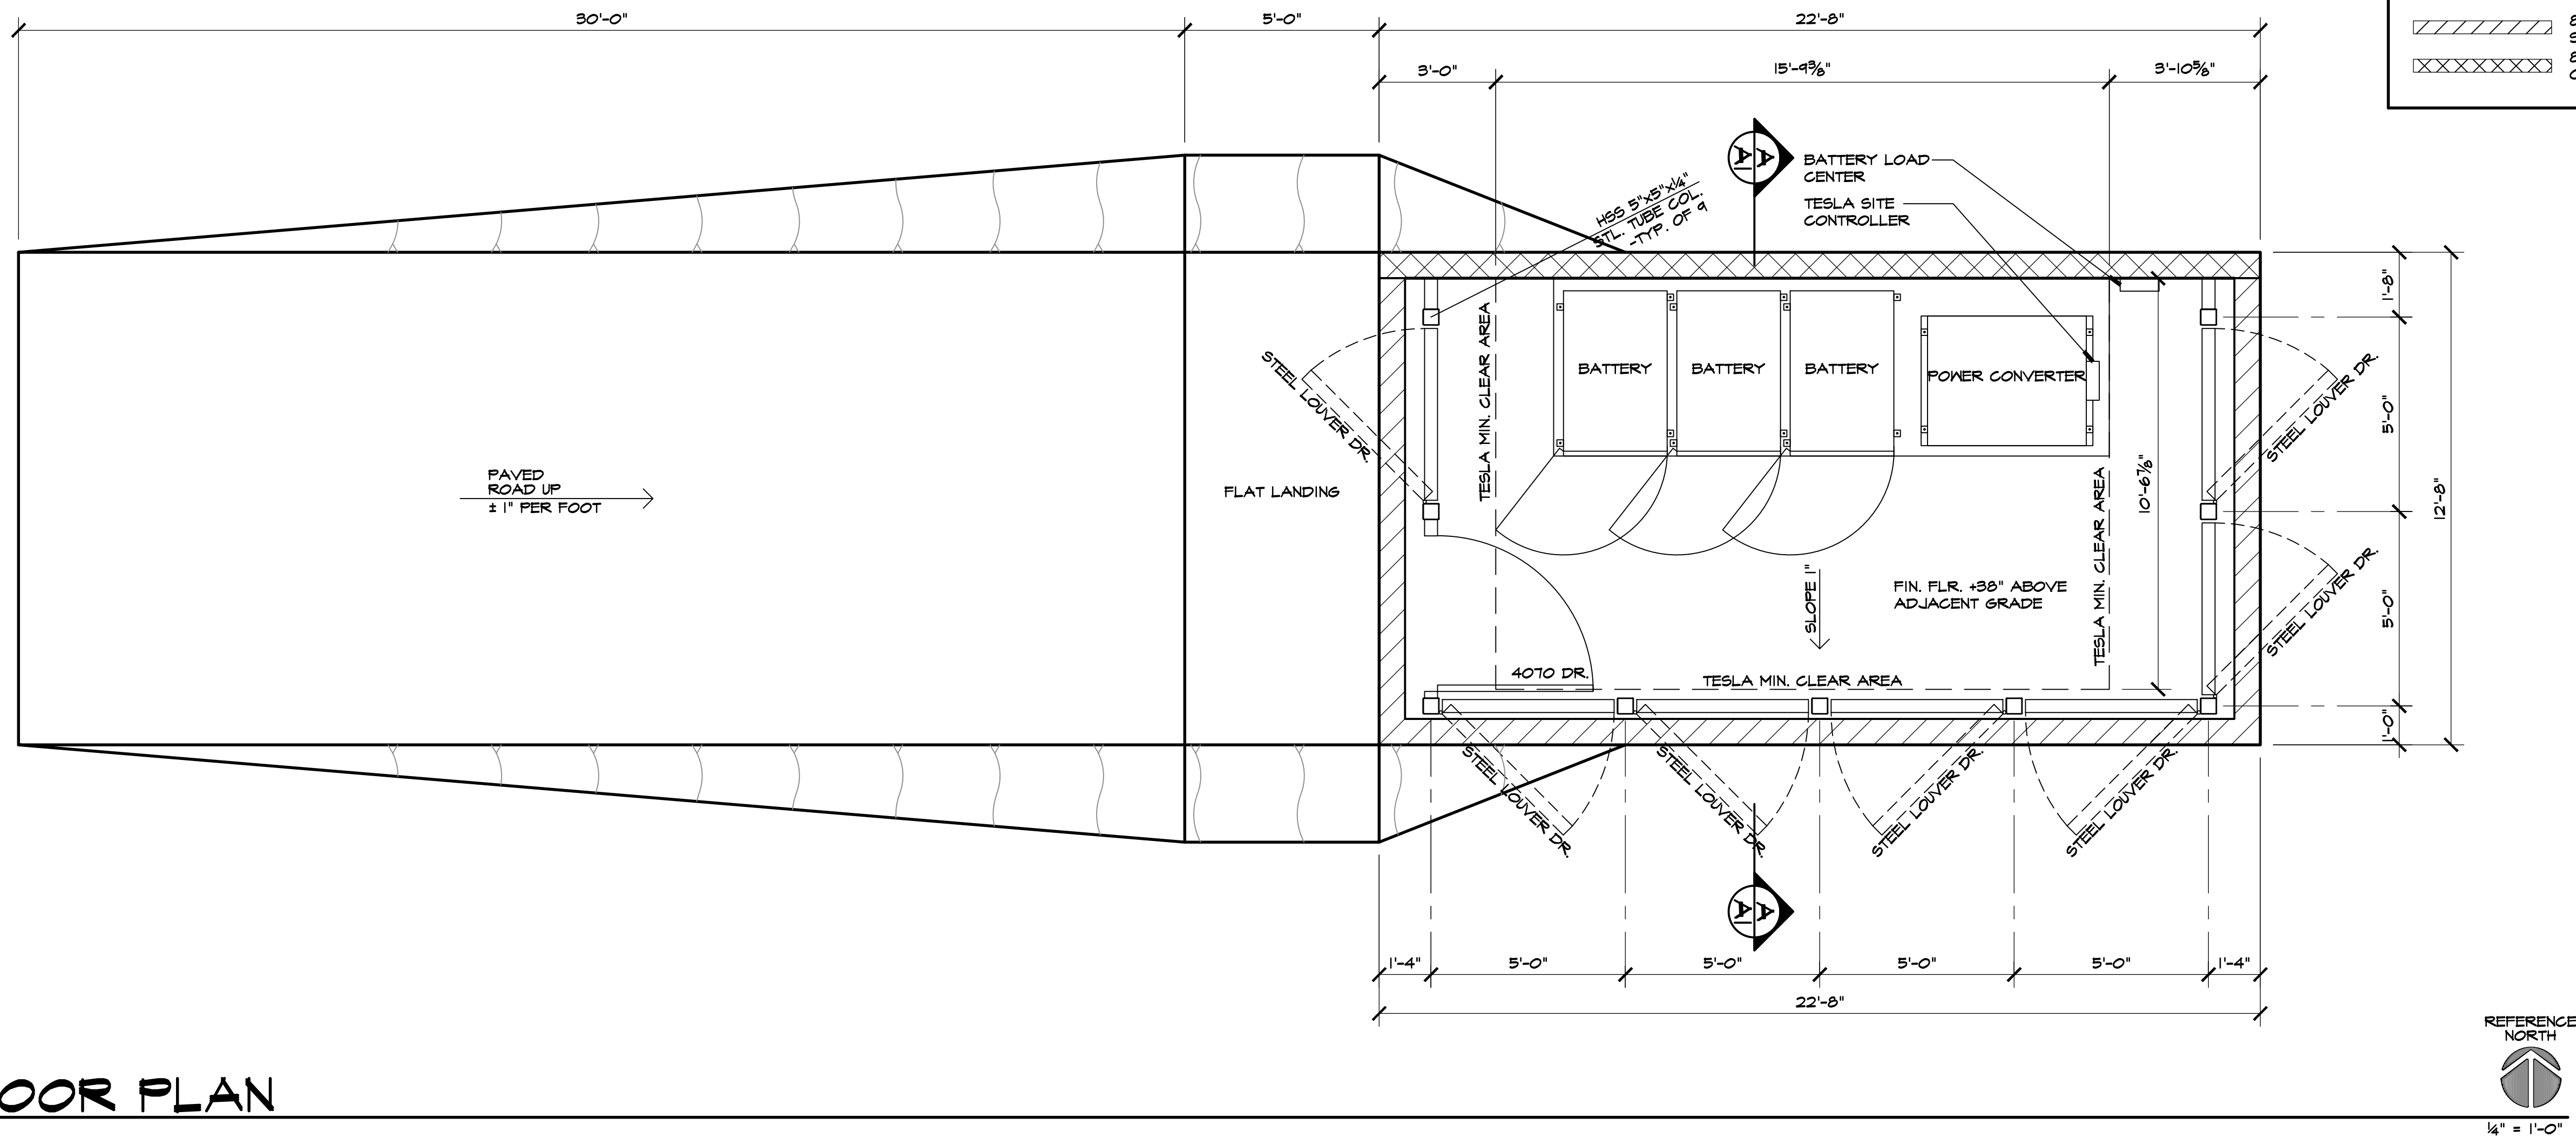 30'-0"
5'-0"
22'-8"
3'-0"
15'-9⅜"
3'-10⅝"
HSS 5"x5"x¼"
STL. TUBE COL.
-TYP. OF 9
A
A1
BATTERY LOAD
CENTER
TESLA SITE
CONTROLLER
1'-8"
5'-0"
5'-0"
1'-0"
12'-8"
10'-6⅞"
STEEL LOUVER DR.
TESLA MIN. CLEAR AREA
BATTERY
BATTERY
BATTERY
POWER CONVERTER
STEEL LOUVER DR.
PAVED
ROAD UP
± 1" PER FOOT
FLAT LANDING
TESLA MIN. CLEAR AREA
SLOPE 1"
FIN. FLR. +38" ABOVE
ADJACENT GRADE
STEEL LOUVER DR.
4070 DR.
TESLA MIN. CLEAR AREA
STEEL LOUVER DR.
STEEL LOUVER DR.
STEEL LOUVER DR.
STEEL LOUVER DR.
A
A1
1'-4"
5'-0"
5'-0"
5'-0"
5'-0"
1'-4"
22'-8"
REFERENCE
NORTH
OOR PLAN
¼" = 1'-0"